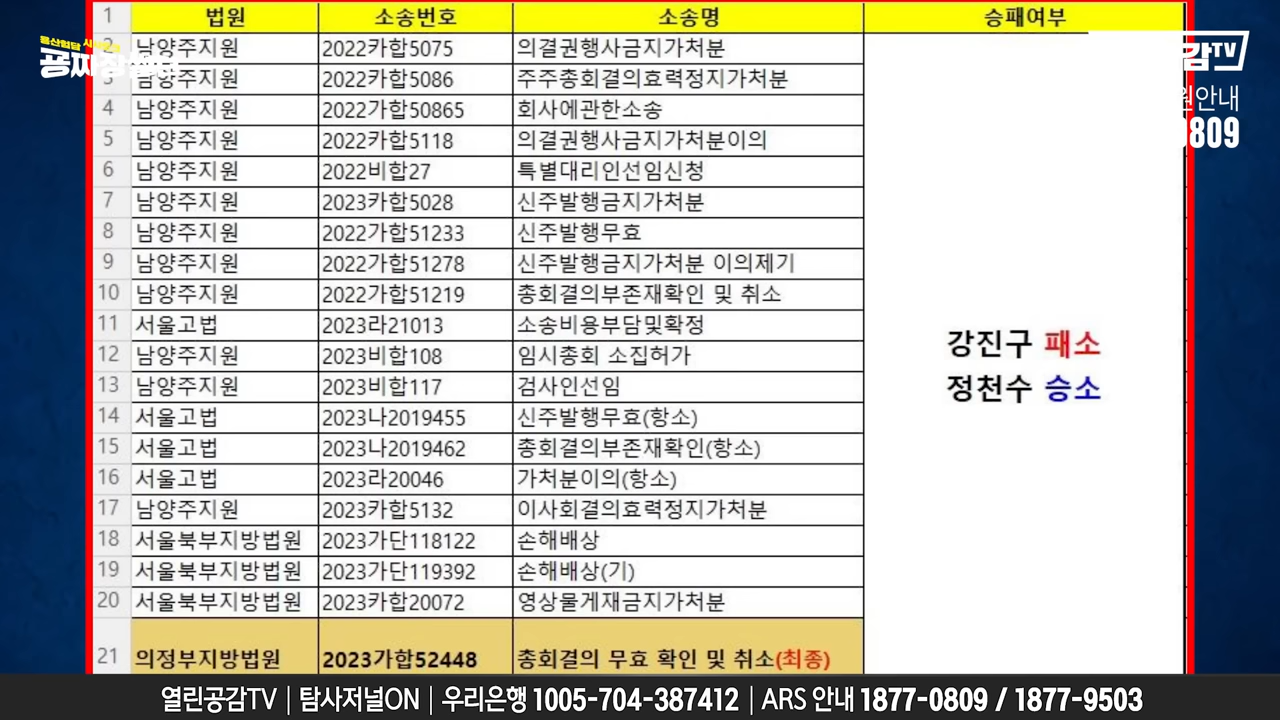 1 법원 소송번호 소송명 승패여부
남양주지원 2022카합5075 의결권행사금지가처분
3 남양주지원 2022카합5086 주주총회결의효력정지가처분
4 남양주지원 2022가합50865 회사에관한소송
5 남양주지원 2022카합5118 의결권행사금지가처분이의
6 남양주지원 2022비합27 특별대리인선임신청
7 남양주지원 2023카합5028 신주발행금지가처분
8 남양주지원 2022가합51233 신주발행무효
9 남양주지원 2022가합51278 신주발행금지가처분 이의제기
10 남양주지원 2022가합51219 총회결의부존재확인 및 취소
11 서울고법 2023라21013 소송비용부담및확정
12 남양주지원 2023비합108 임시총회 소집허가
13 남양주지원 2023비합117 검사인선임
14 서울고법 2023나2019455 신주발행무효(항소)
15 서울고법 2023나2019462 총회결의부존재확인(항소)
16 서울고법 2023라20046 가처분이의(항소)
17 남양주지원 2023카합5132 이사회결의효력정지가처분
18 서울북부지방법원 2023가단118122 손해배상
19 서울북부지방법원 2023가단119392 손해배상(기)
20 서울북부지방법원 2023카합20072 영상물게재금지가처분
21 의정부지방법원 2023가합52448 총회결의 무효 확인 및 취소(최종)
강진구 패소
정천수 승소
감TV
원안내
0809
열린공감TV | 탐사저널ON | 우리은행 1005-704-387412 | ARS 안내 1877-0809 / 1877-9503